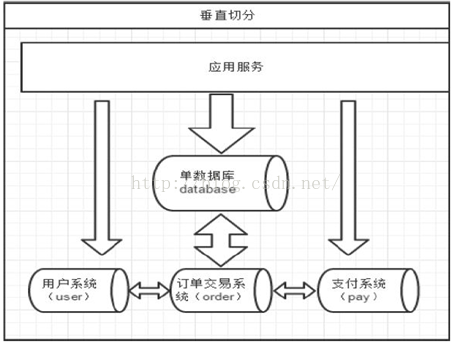 垂直切分
应用服务
单数据库
database
http://blog.csdn.net/
用户系统
（user）
订单交易系
统（order）
支付系统
（pay）